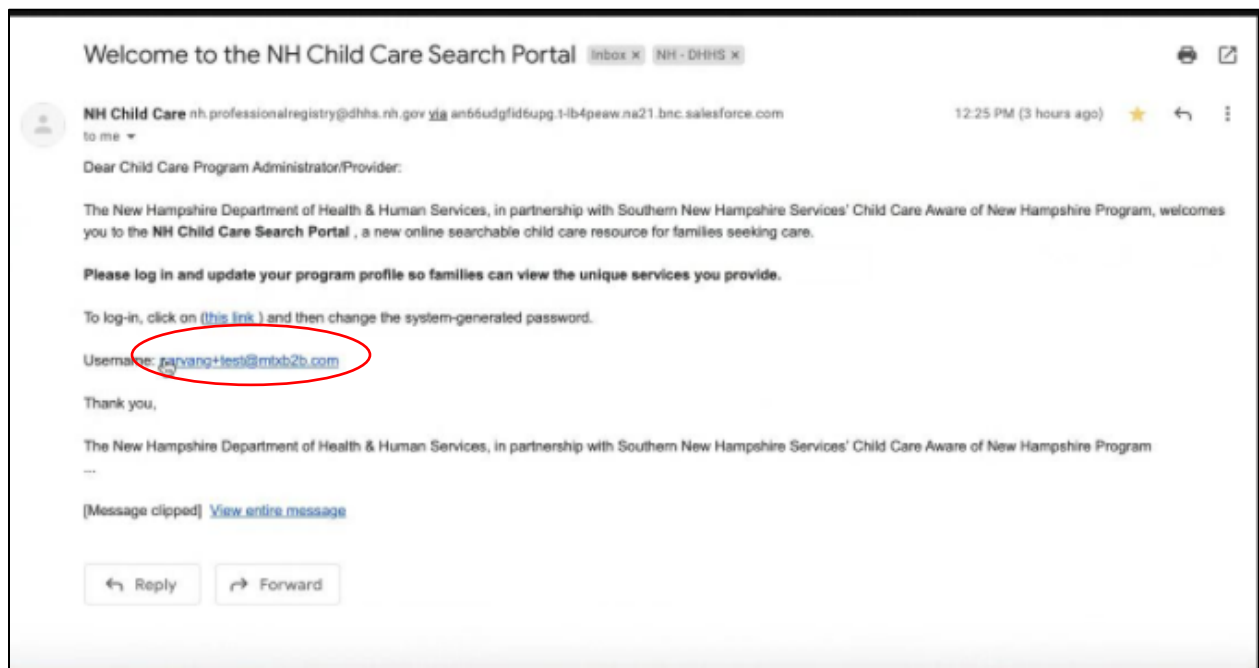 Welcome to the NH Child Care Search Portal Inbox × NH - DHHS ×
NH Child Care nh.professionalregistry@dhhs.nh.gov via an66udgfid6upg.t-lb4peaw.na21.bnc.salesforce.com 12:25 PM (3 hours ago)
to me
Dear Child Care Program Administrator/Provider:
The New Hampshire Department of Health & Human Services, in partnership with Southern New Hampshire Services' Child Care Aware of New Hampshire Program, welcomes
you to the NH Child Care Search Portal , a new online searchable child care resource for families seeking care.
Please log in and update your program profile so families can view the unique services you provide.
To log-in, click on (this link ) and then change the system-generated password.
Username: parvang+test@mtxb2b.com
Thank you,
The New Hampshire Department of Health & Human Services, in partnership with Southern New Hampshire Services' Child Care Aware of New Hampshire Program
...
[Message clipped] View entire message
Reply Forward